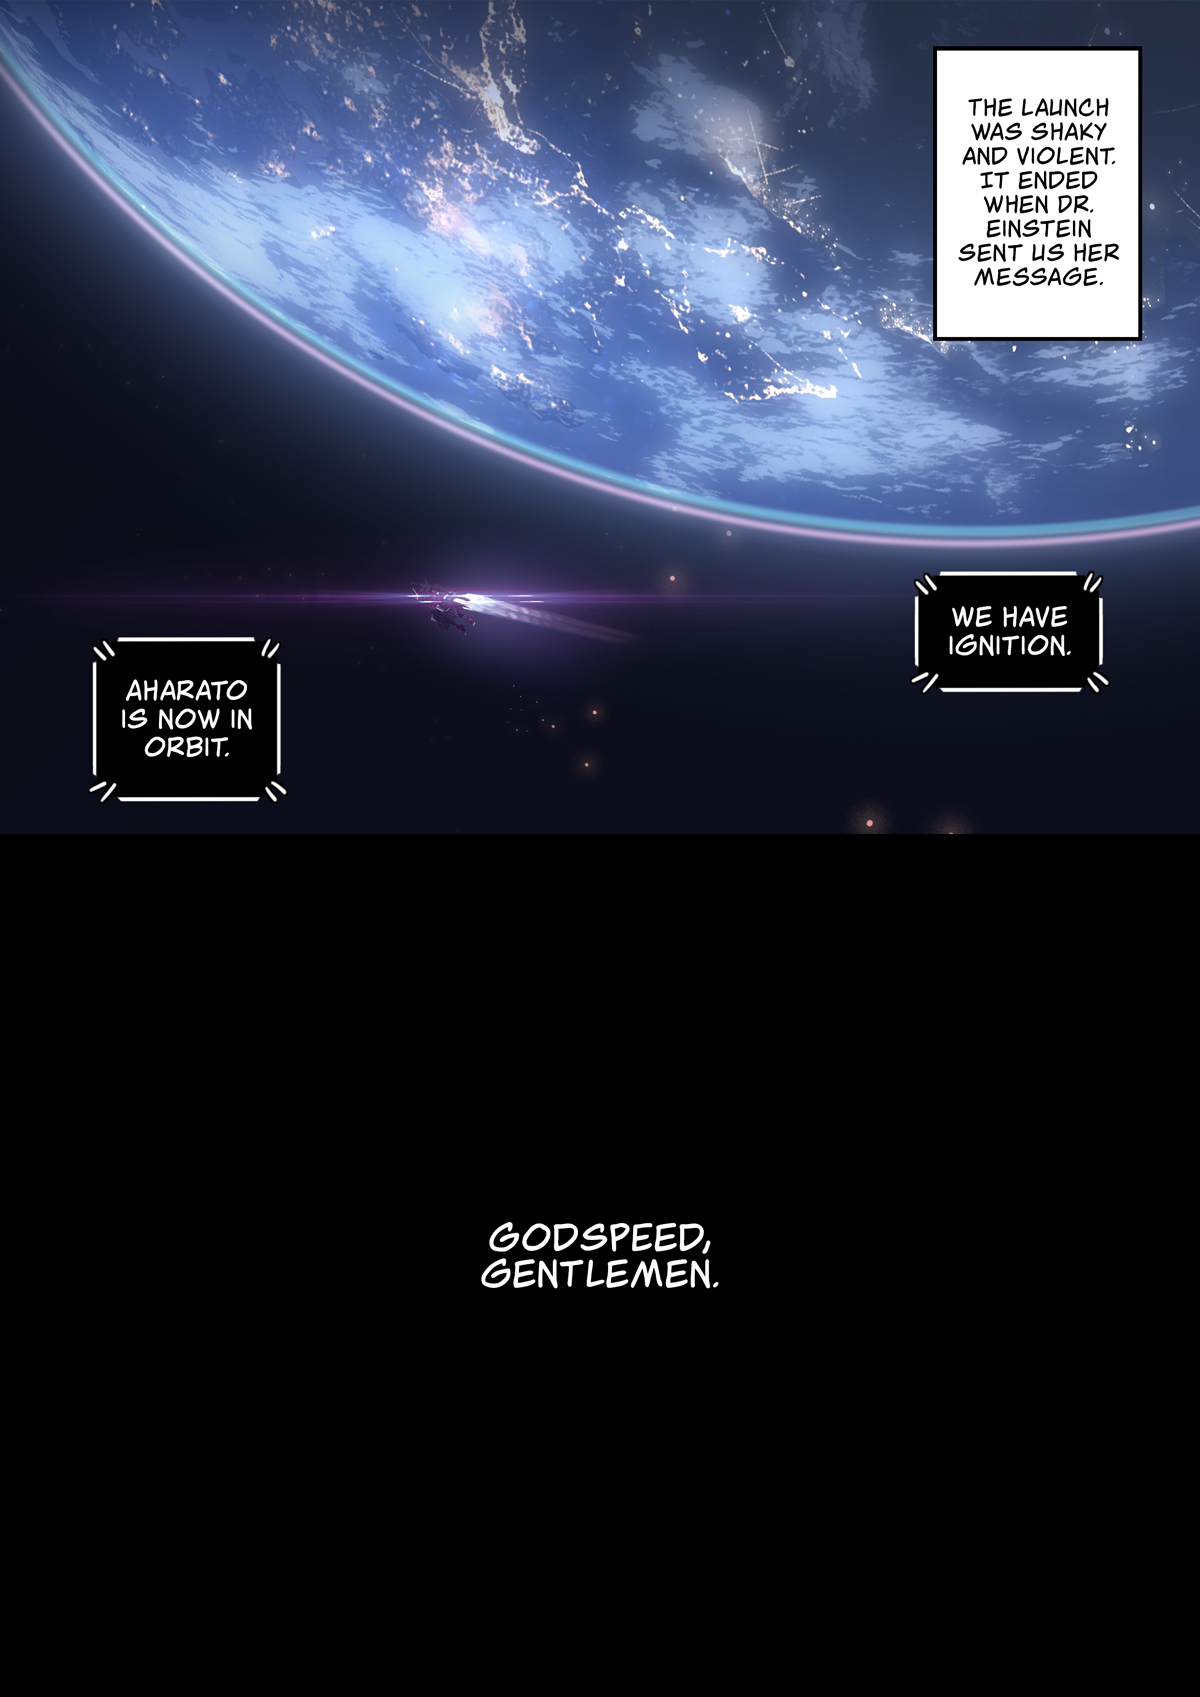 THE LAUNCH
WAS SHAKY
AND VIOLENT.
IT ENDED
WHEN DR.
EINSTEIN
SENT US HER
MESSAGE.
WE HAVE
IGNITION.
AHARATO
IS NOW IN
ORBIT.
GODSPEED,
GENTLEMEN.